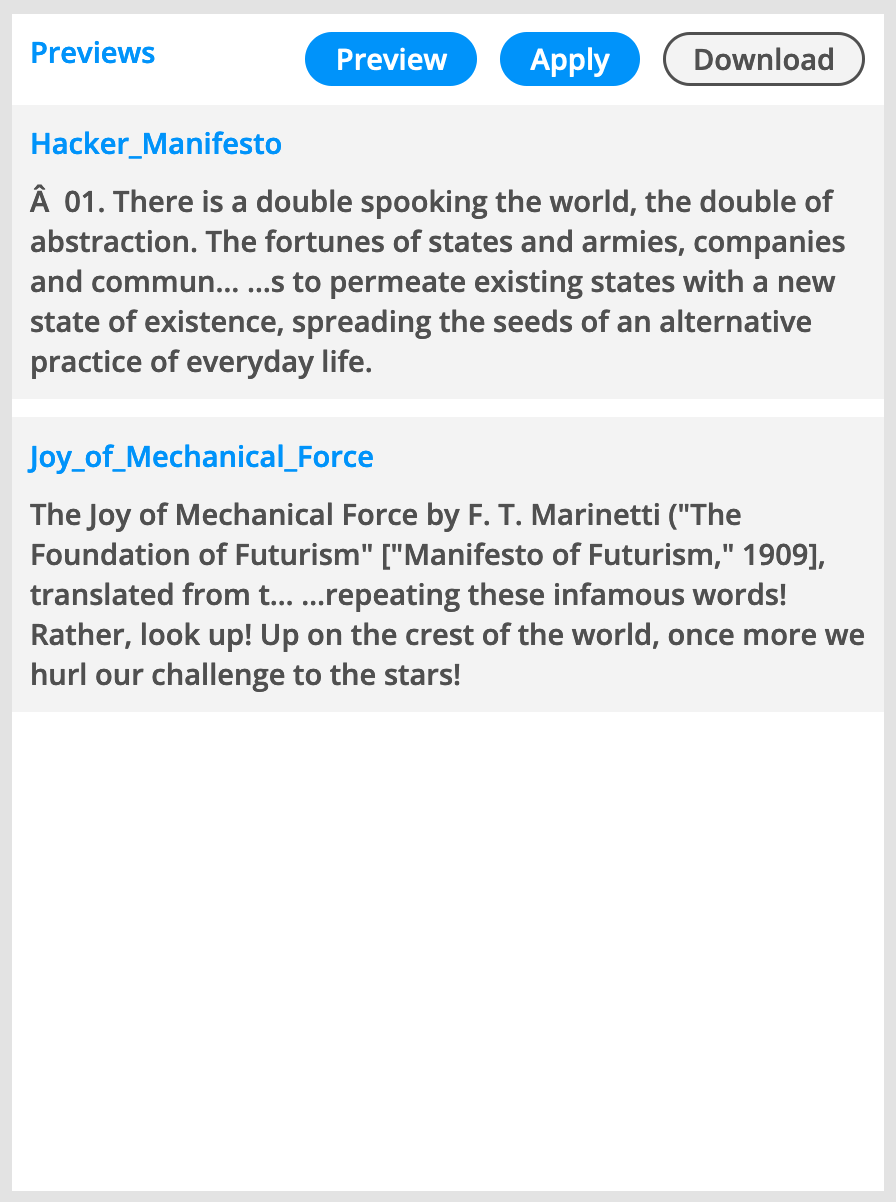 Previews
Preview
Apply
Download
Hacker_Manifesto
Â  01. There is a double spooking the world, the double of
abstraction. The fortunes of states and armies, companies
and commun... ...s to permeate existing states with a new
state of existence, spreading the seeds of an alternative
practice of everyday life.
Joy_of_Mechanical_Force
The Joy of Mechanical Force by F. T. Marinetti ("The
Foundation of Futurism" ["Manifesto of Futurism," 1909],
translated from t... ...repeating these infamous words!
Rather, look up! Up on the crest of the world, once more we
hurl our challenge to the stars!